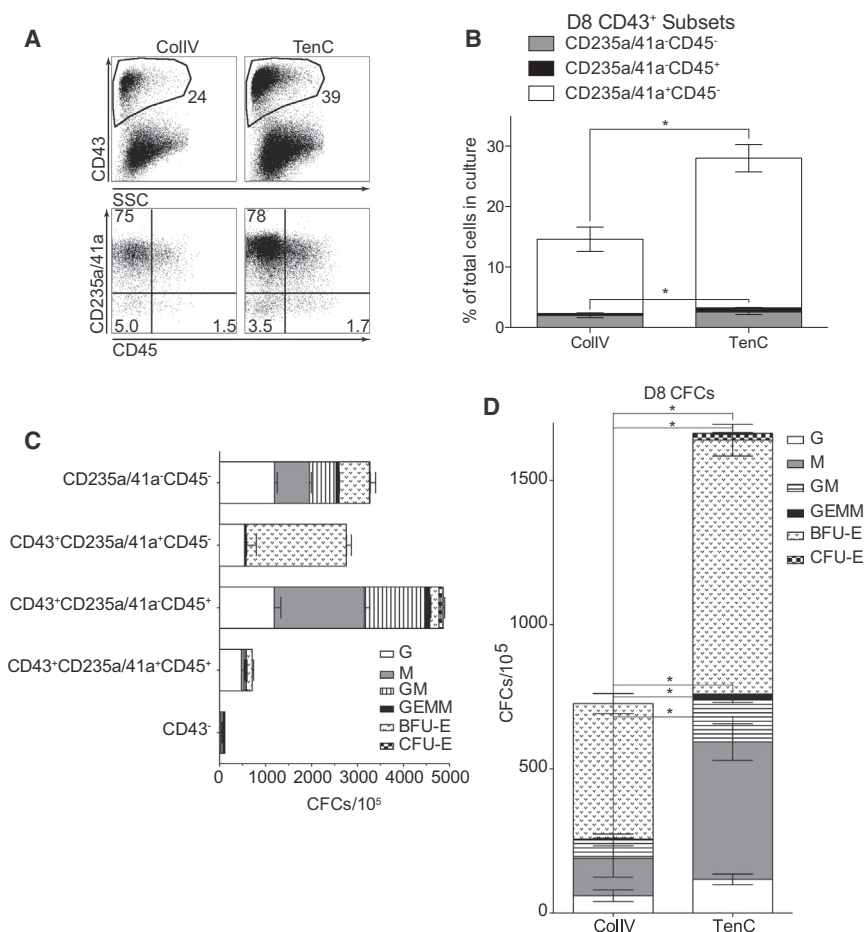 A
ColIIV TenC
CD43
24
39
SSC
CD235a/41a
75
78
5.0
1.5
3.5
1.7
CD45
B
D8 CD43⁺ Subsets
CD235a/41a⁻CD45⁻
CD235a/41a⁻CD45⁺
CD235a/41a⁺CD45⁻
% of total cells in culture
30
20
10
0
*
*
ColIV TenC
C
CD235a/41a⁻CD45⁻
CD43⁺CD235a/41a⁺CD45⁻
CD43⁺CD235a/41a⁻CD45⁺
CD43⁺CD235a/41a⁺CD45⁺
CD43⁻
G
M
GM
GEMM
BFU-E
CFU-E
0 1000 2000 3000 4000 5000
CFCs/10⁵
D
D8 CFCs
G
M
GM
GEMM
BFU-E
CFU-E
CFCs/10⁵
1500
1000
500
0
*
*
*
*
*
ColIV TenC